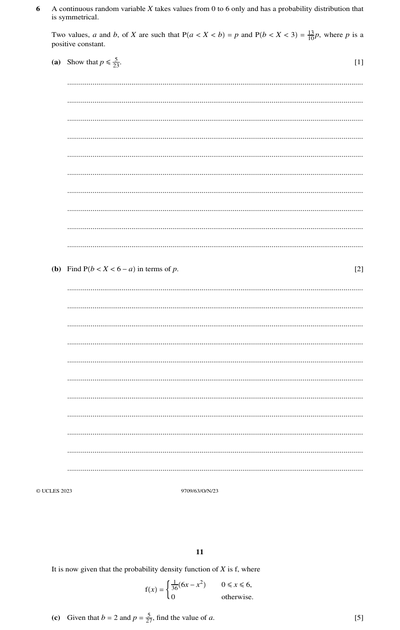 6 A continuous random variable X takes values from 0 to 6 only and has a probability distribution that
is symmetrical.
Two values, a and b, of X are such that P(a < X < b) = p and P(b < X < 3) = 13/10 p, where p is a
positive constant.
(a) Show that p ⩽ 5/23. [1]
(b) Find P(b < X < 6 − a) in terms of p. [2]
© UCLES 2023 9709/63/O/N/23
11
It is now given that the probability density function of X is f, where
f(x) = { 1/36 (6x − x²) 0 ⩽ x ⩽ 6,
0 otherwise.
(c) Given that b = 2 and p = 5/27, find the value of a. [5]